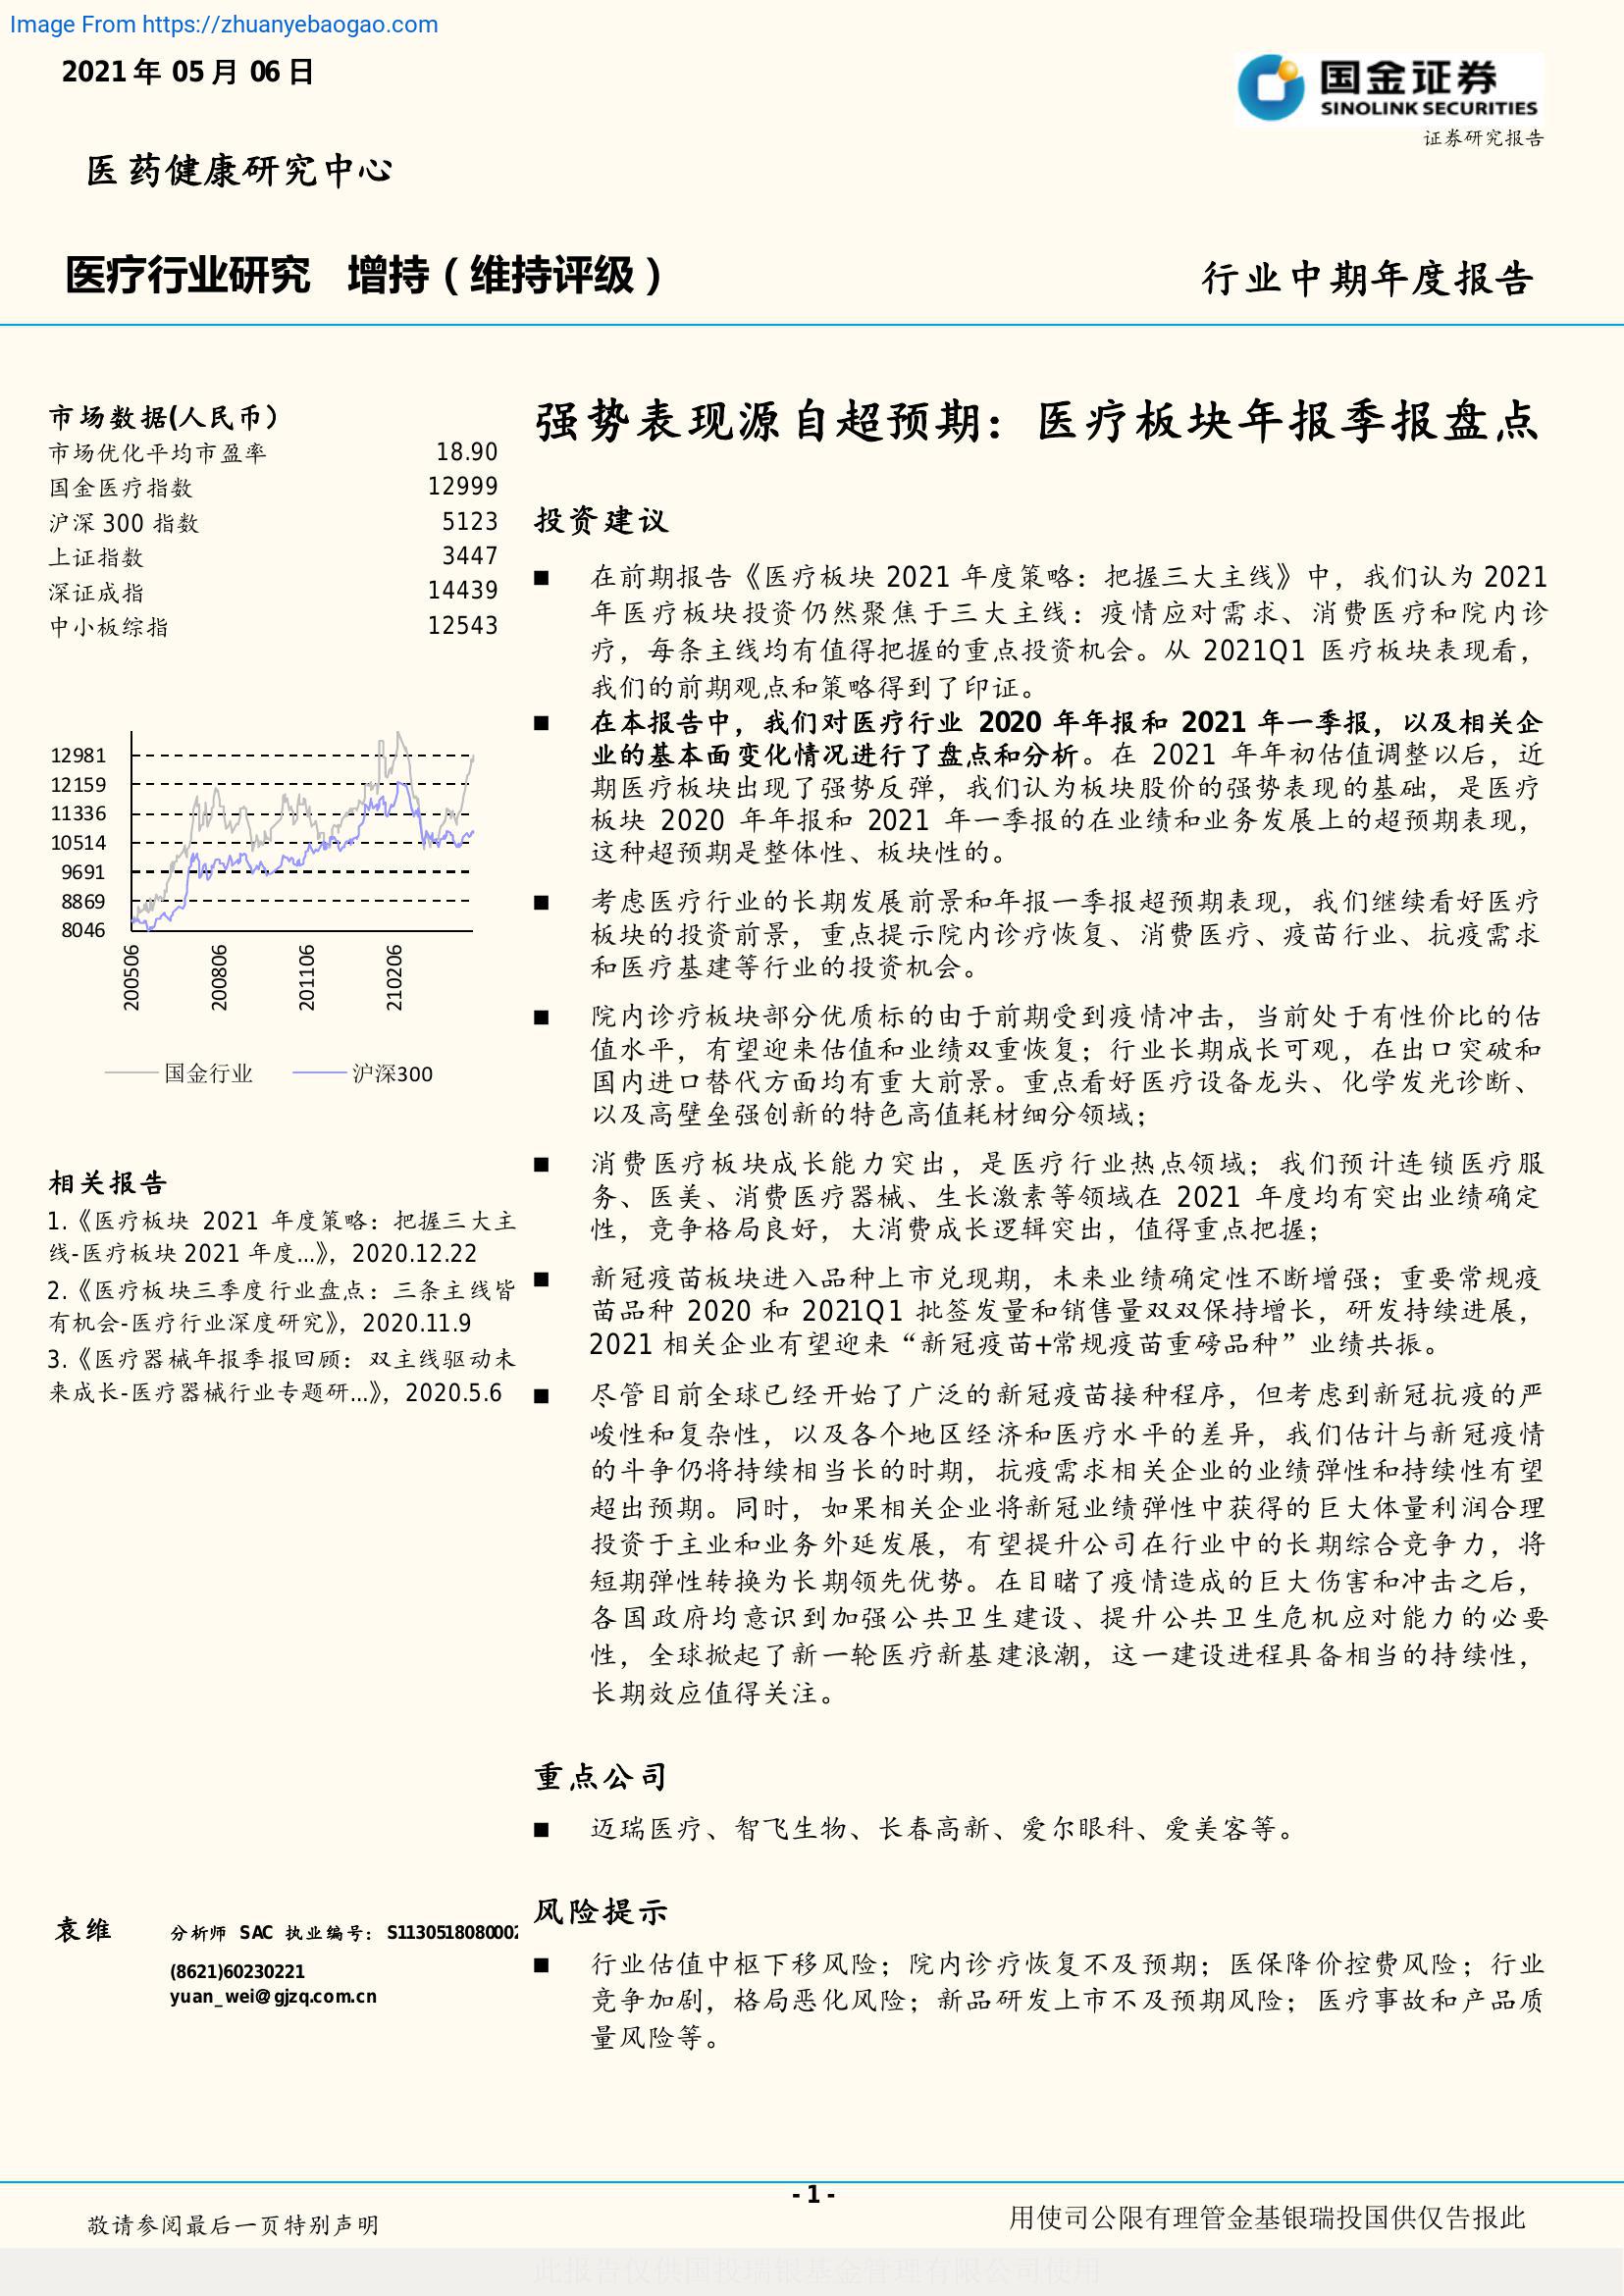 Image From https://zhuanyebaogao.com
2021 年 05 月 06 日
国金证券
SINOLINK SECURITIES
证券研究报告
医药健康研究中心
医疗行业研究 增持（维持评级）
行业中期年度报告
市场数据(人民币）
市场优化平均市盈率 18.90
国金医疗指数 12999
沪深 300 指数 5123
上证指数 3447
深证成指 14439
中小板综指 12543
12981
12159
11336
10514
9691
8869
8046
200506
200806
201106
210206
国金行业 沪深300
相关报告
1.《医疗板块 2021 年度策略：把握三大主
线-医疗板块 2021 年度...》，2020.12.22
2.《医疗板块三季度行业盘点：三条主线皆
有机会-医疗行业深度研究》，2020.11.9
3.《医疗器械年报季报回顾：双主线驱动未
来成长-医疗器械行业专题研...》，2020.5.6
袁维 分析师 SAC 执业编号：S1130518080002
(8621)60230221
yuan_wei@gjzq.com.cn
强势表现源自超预期：医疗板块年报季报盘点
投资建议
■ 在前期报告《医疗板块 2021 年度策略：把握三大主线》中，我们认为 2021
年医疗板块投资仍然聚焦于三大主线：疫情应对需求、消费医疗和院内诊
疗，每条主线均有值得把握的重点投资机会。从 2021Q1 医疗板块表现看，
我们的前期观点和策略得到了印证。
■ 在本报告中，我们对医疗行业 2020 年年报和 2021 年一季报，以及相关企
业的基本面变化情况进行了盘点和分析。在 2021 年年初估值调整以后，近
期医疗板块出现了强势反弹，我们认为板块股价的强势表现的基础，是医疗
板块 2020 年年报和 2021 年一季报的在业绩和业务发展上的超预期表现，
这种超预期是整体性、板块性的。
■ 考虑医疗行业的长期发展前景和年报一季报超预期表现，我们继续看好医疗
板块的投资前景，重点提示院内诊疗恢复、消费医疗、疫苗行业、抗疫需求
和医疗基建等行业的投资机会。
■ 院内诊疗板块部分优质标的由于前期受到疫情冲击，当前处于有性价比的估
值水平，有望迎来估值和业绩双重恢复；行业长期成长可观，在出口突破和
国内进口替代方面均有重大前景。重点看好医疗设备龙头、化学发光诊断、
以及高壁垒强创新的特色高值耗材细分领域；
■ 消费医疗板块成长能力突出，是医疗行业热点领域；我们预计连锁医疗服
务、医美、消费医疗器械、生长激素等领域在 2021 年度均有突出业绩确定
性，竞争格局良好，大消费成长逻辑突出，值得重点把握；
■ 新冠疫苗板块进入品种上市兑现期，未来业绩确定性不断增强；重要常规疫
苗品种 2020 和 2021Q1 批签发量和销售量双双保持增长，研发持续进展，
2021 相关企业有望迎来“新冠疫苗+常规疫苗重磅品种”业绩共振。
■ 尽管目前全球已经开始了广泛的新冠疫苗接种程序，但考虑到新冠抗疫的严
峻性和复杂性，以及各个地区经济和医疗水平的差异，我们估计与新冠疫情
的斗争仍将持续相当长的时期，抗疫需求相关企业的业绩弹性和持续性有望
超出预期。同时，如果相关企业将新冠业绩弹性中获得的巨大体量利润合理
投资于主业和业务外延发展，有望提升公司在行业中的长期综合竞争力，将
短期弹性转换为长期领先优势。在目睹了疫情造成的巨大伤害和冲击之后，
各国政府均意识到加强公共卫生建设、提升公共卫生危机应对能力的必要
性，全球掀起了新一轮医疗新基建浪潮，这一建设进程具备相当的持续性，
长期效应值得关注。
重点公司
■ 迈瑞医疗、智飞生物、长春高新、爱尔眼科、爱美客等。
风险提示
■ 行业估值中枢下移风险；院内诊疗恢复不及预期；医保降价控费风险；行业
竞争加剧，格局恶化风险；新品研发上市不及预期风险；医疗事故和产品质
量风险等。
- 1 -
敬请参阅最后一页特别声明
用使司公限有理管金基银瑞投国供仅告报此
此报告仅供国投瑞银基金管理有限公司使用